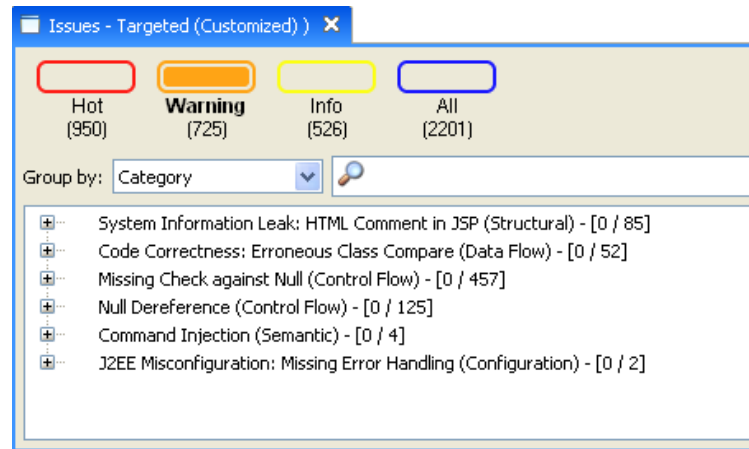 Issues - Targeted (Customized) )
Hot Warning Info All
(950) (725) (526) (2201)
Group by: Category
System Information Leak: HTML Comment in JSP (Structural) - [0 / 85]
Code Correctness: Erroneous Class Compare (Data Flow) - [0 / 52]
Missing Check against Null (Control Flow) - [0 / 457]
Null Dereference (Control Flow) - [0 / 125]
Command Injection (Semantic) - [0 / 4]
J2EE Misconfiguration: Missing Error Handling (Configuration) - [0 / 2]